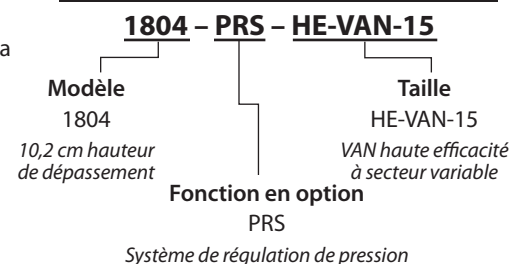 1804 – PRS – HE-VAN-15
a
Modèle
1804
10,2 cm hauteur
de dépassement
Taille
HE-VAN-15
VAN haute efficacité
à secteur variable
Fonction en option
PRS
Système de régulation de pression